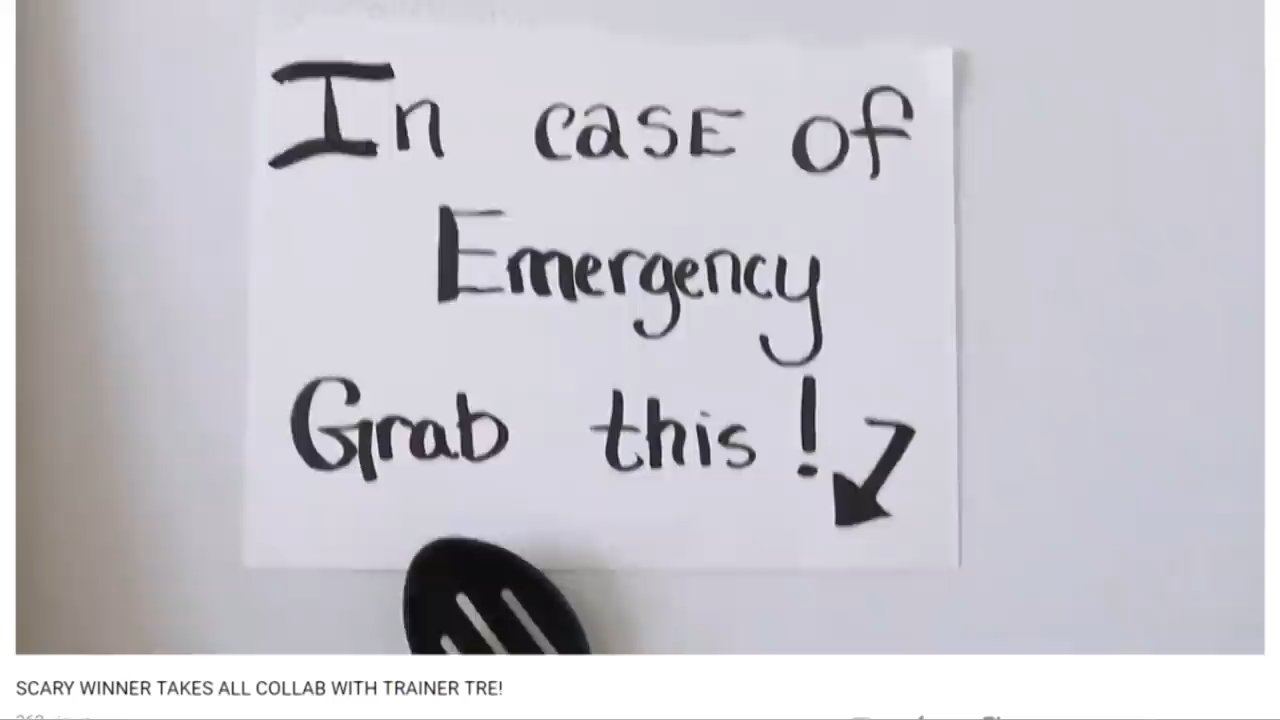 In caSE of
Emergency
Grab this!
SCARY WINNER TAKES ALL COLLAB WITH TRAINER TRE!